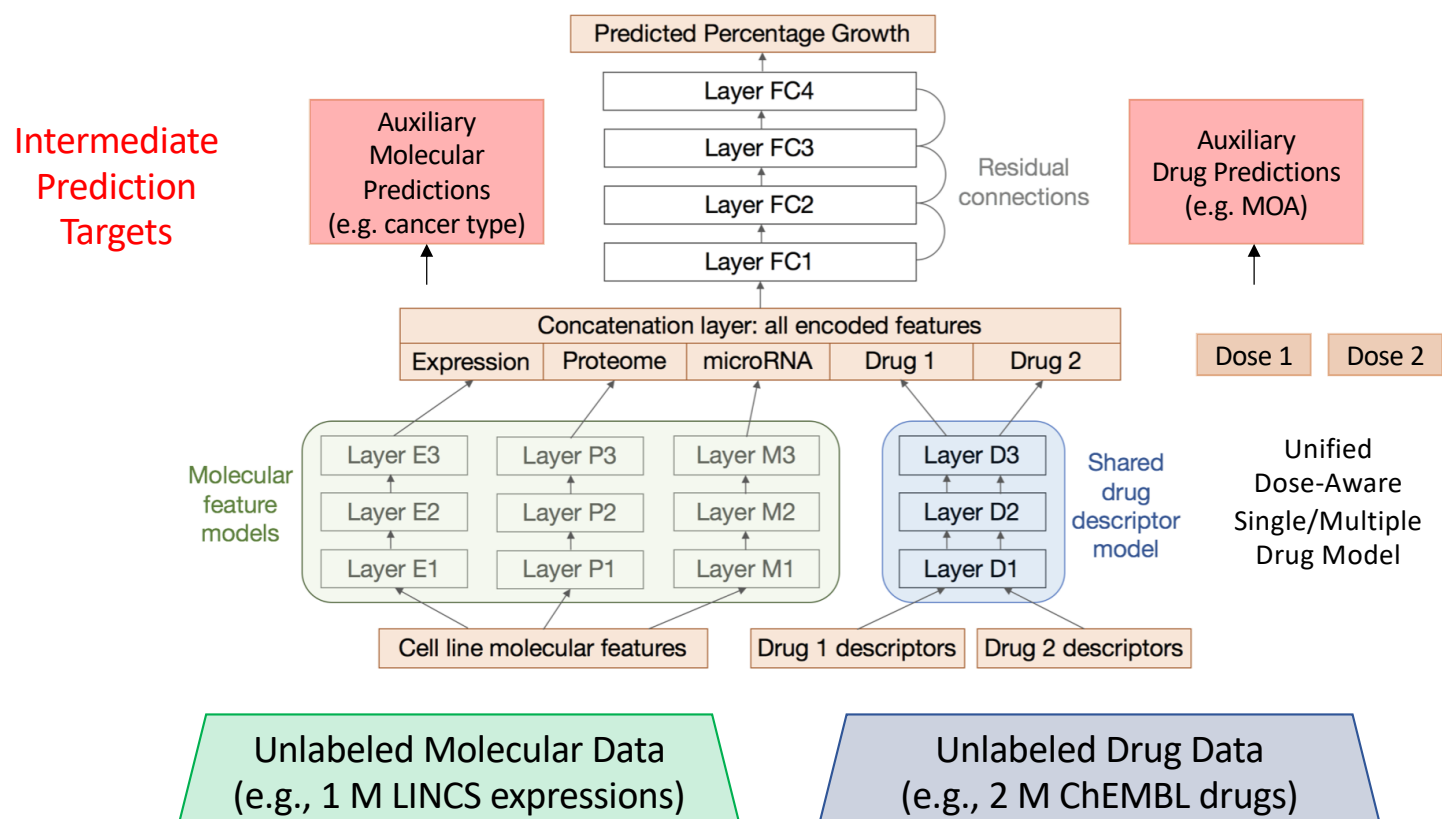 Predicted Percentage Growth
Layer FC4
Layer FC3
Layer FC2
Layer FC1
Residual
connections
Intermediate
Prediction
Targets
Auxiliary
Molecular
Predictions
(e.g. cancer type)
Auxiliary
Drug Predictions
(e.g. MOA)
Concatenation layer: all encoded features
Expression
Proteome
microRNA
Drug 1
Drug 2
Dose 1
Dose 2
Molecular
feature
models
Layer E3
Layer P3
Layer M3
Layer E2
Layer P2
Layer M2
Layer E1
Layer P1
Layer M1
Layer D3
Layer D2
Layer D1
Shared
drug
descriptor
model
Unified
Dose-Aware
Single/Multiple
Drug Model
Cell line molecular features
Drug 1 descriptors
Drug 2 descriptors
Unlabeled Molecular Data
(e.g., 1 M LINCS expressions)
Unlabeled Drug Data
(e.g., 2 M ChEMBL drugs)